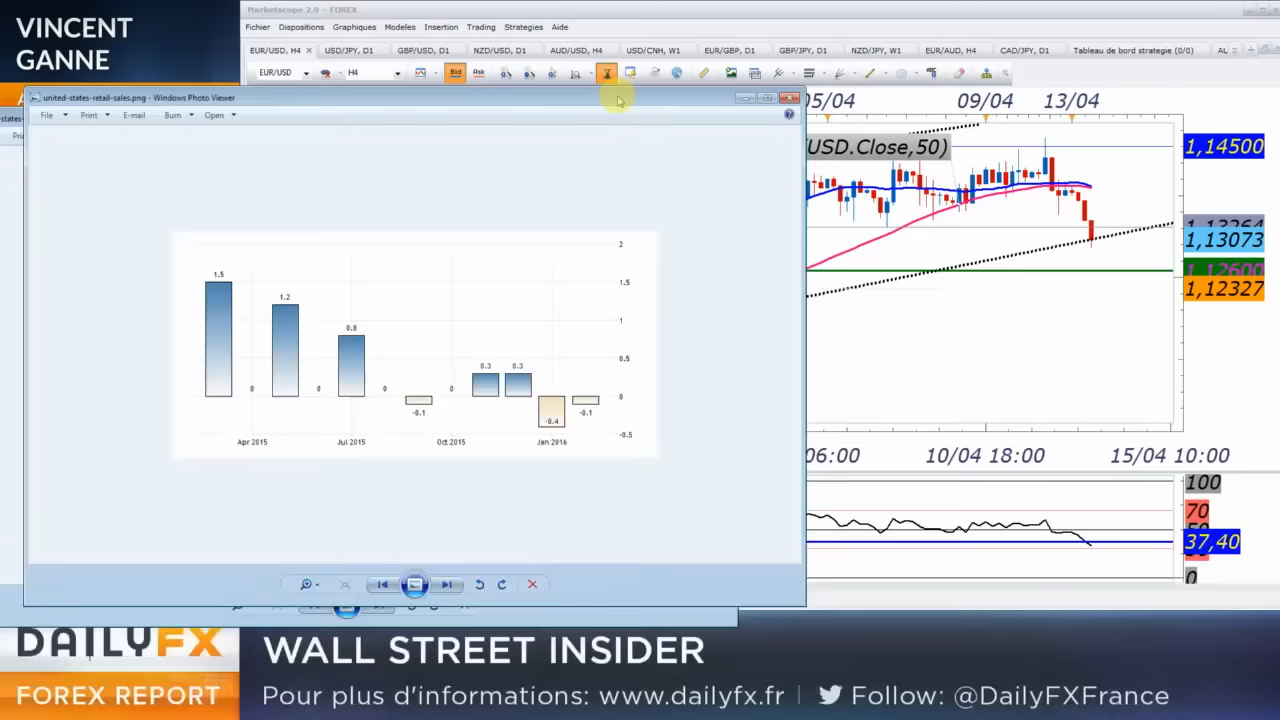 VINCENT
GANNE
Marketscope 2.0 - FOREX
Fichier Dispositions Graphiques Modeles Insertion Trading Strategies Aide
EUR/USD, H4 USD/JPY, D1 GBP/USD, D1 NZD/USD, D1 AUD/USD, H4 USD/CNH, W1 EUR/GBP, D1 GBP/JPY, D1 NZD/JPY, W1 EUR/AUD, H4 CAD/JPY, D1 Tableau de bord strategie (0/0) AL
EUR/USD H4 Bid Ask
united-states-retail-sales.png - Windows Photo Viewer
File Print E-mail Burn Open
05/04 09/04 13/04
USD.Close,50)
1,14500
1,13264
1,13073
1,12600
1,12327
2
1.5
1
0.5
0
-0.5
1.5 0 1.2 0 0.8 0 -0.1 0 0.3 0.3 -0.4 -0.1
Apr 2015 Jul 2015 Oct 2015 Jan 2016
06:00 10/04 18:00 15/04 10:00
100
70
37,40
0
DAILYFX
FOREX REPORT
WALL STREET INSIDER
Pour plus d'informations: www.dailyfx.fr | Follow: @DailyFXFrance